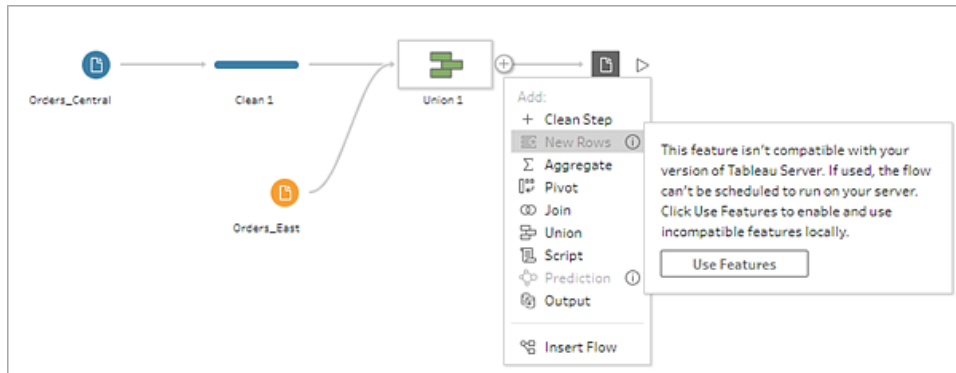 Orders_Central
Clean 1
Union 1
Orders_East
Add:
Clean Step
New Rows
Aggregate
Pivot
Join
Union
Script
Prediction
Output
Insert Flow
This feature isn't compatible with your
version of Tableau Server. If used, the flow
can't be scheduled to run on your server.
Click Use Features to enable and use
incompatible features locally.
Use Features